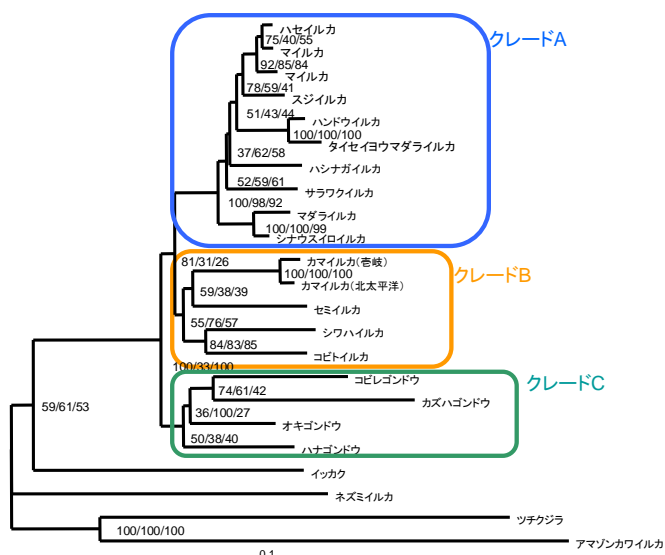 ハセイルカ
クレードA
75/40/55
マイルカ
92/85/84
マイルカ
78/59/41
スジイルカ
51/43/44
ハンドウイルカ
100/100/100
タイセイヨウマダライルカ
37/62/58
ハシナガイルカ
52/59/61
サラワクイルカ
100/98/92
マダライルカ
100/100/99
シナウスイロイルカ
81/31/26
カマイルカ(壱岐)
クレードB
100/100/100
カマイルカ(北太平洋)
59/38/39
セミイルカ
55/76/57
シワハイルカ
84/83/85
コビトイルカ
100/33/100
コビレゴンドウ
クレードC
74/61/42
カズハゴンドウ
59/61/53
36/100/27
オキゴンドウ
50/38/40
ハナゴンドウ
イッカク
ネズミイルカ
ツチクジラ
100/100/100
アマゾンカワイルカ
0.1